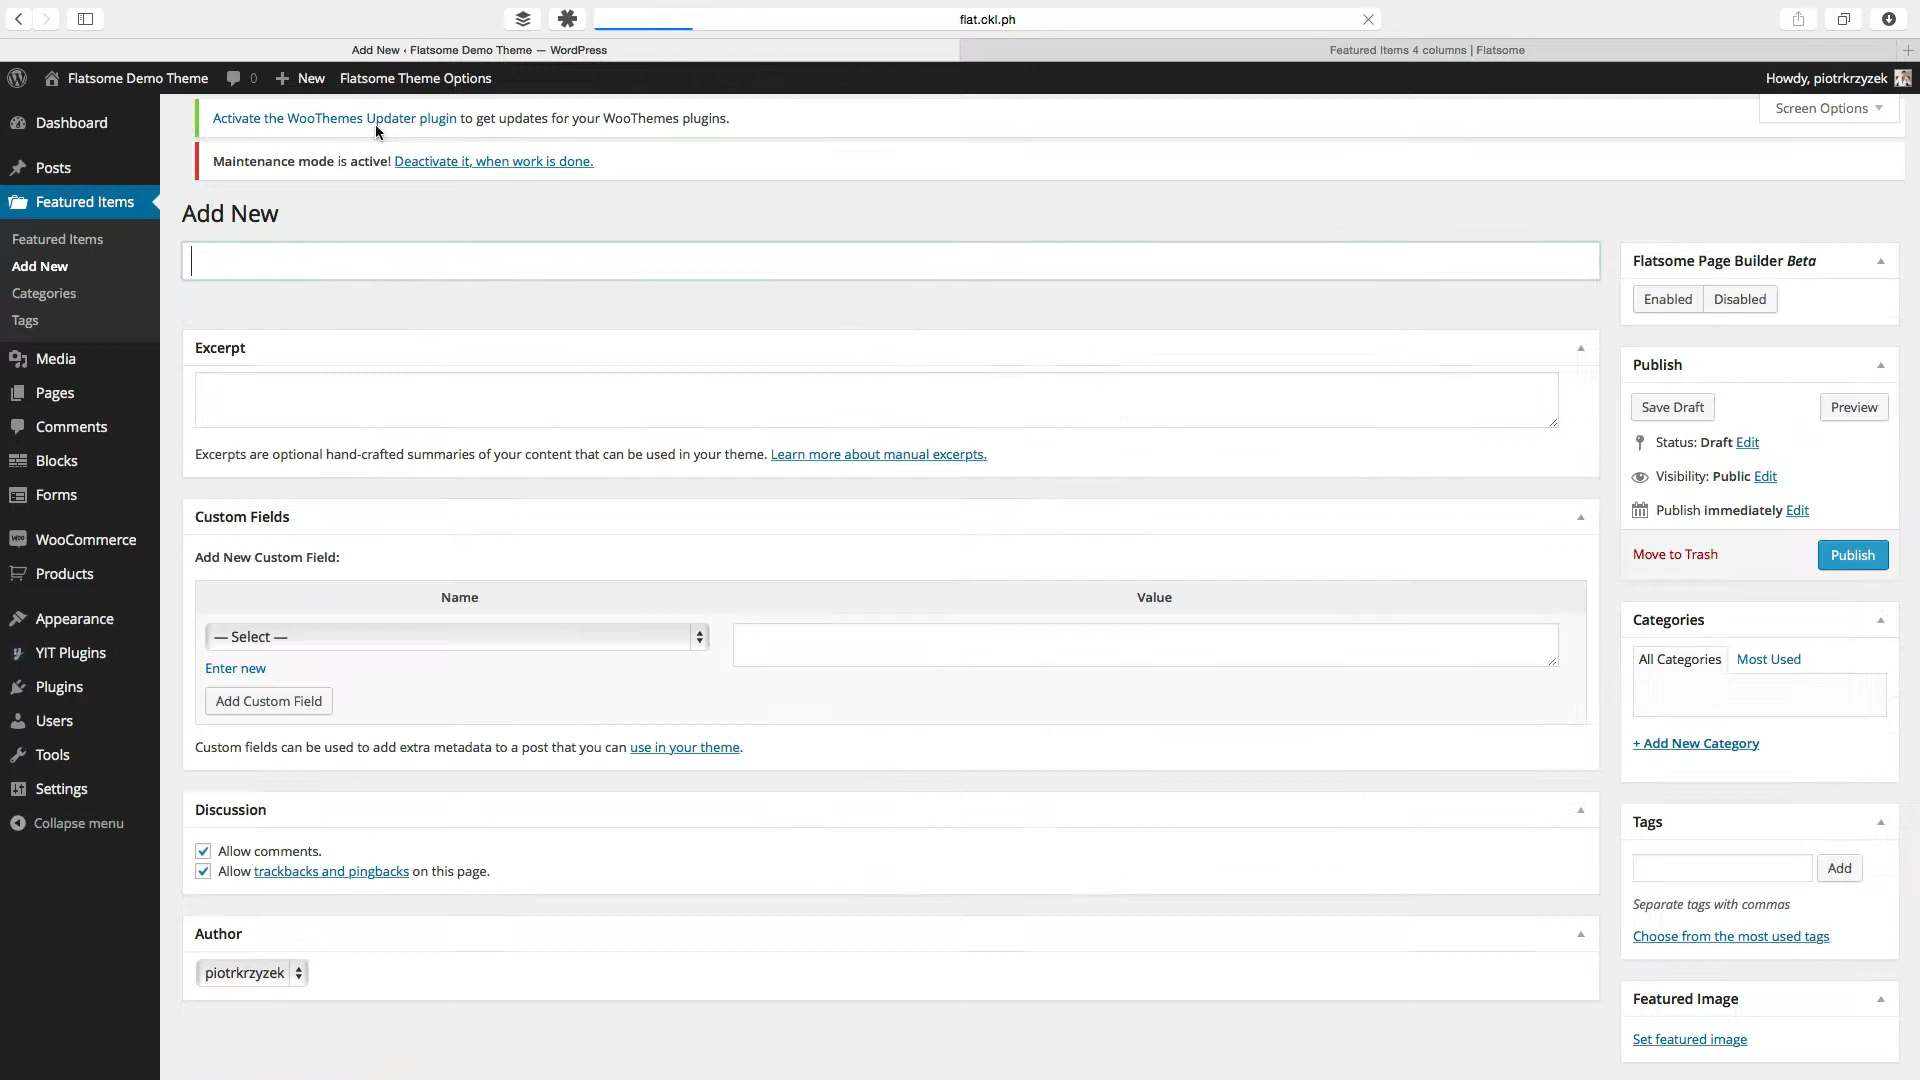 flat.ckl.ph
Add New ‹ Flatsome Demo Theme — WordPress
Featured Items 4 columns | Flatsome
Flatsome Demo Theme
0
New
Flatsome Theme Options
Howdy, piotrkrzyzek
Dashboard
Posts
Featured Items
Featured Items
Add New
Categories
Tags
Media
Pages
Comments
Blocks
Forms
WooCommerce
Products
Appearance
YIT Plugins
Plugins
Users
Tools
Settings
Collapse menu
Screen Options
Activate the WooThemes Updater plugin to get updates for your WooThemes plugins.
Maintenance mode is active! Deactivate it, when work is done.
Add New
Excerpt
Excerpts are optional hand-crafted summaries of your content that can be used in your theme. Learn more about manual excerpts.
Custom Fields
Add New Custom Field:
Name
Value
— Select —
Enter new
Add Custom Field
Custom fields can be used to add extra metadata to a post that you can use in your theme.
Discussion
Allow comments.
Allow trackbacks and pingbacks on this page.
Author
piotrkrzyzek
Flatsome Page Builder Beta
Enabled
Disabled
Publish
Save Draft
Preview
Status: Draft Edit
Visibility: Public Edit
Publish immediately Edit
Move to Trash
Publish
Categories
All Categories
Most Used
+ Add New Category
Tags
Add
Separate tags with commas
Choose from the most used tags
Featured Image
Set featured image